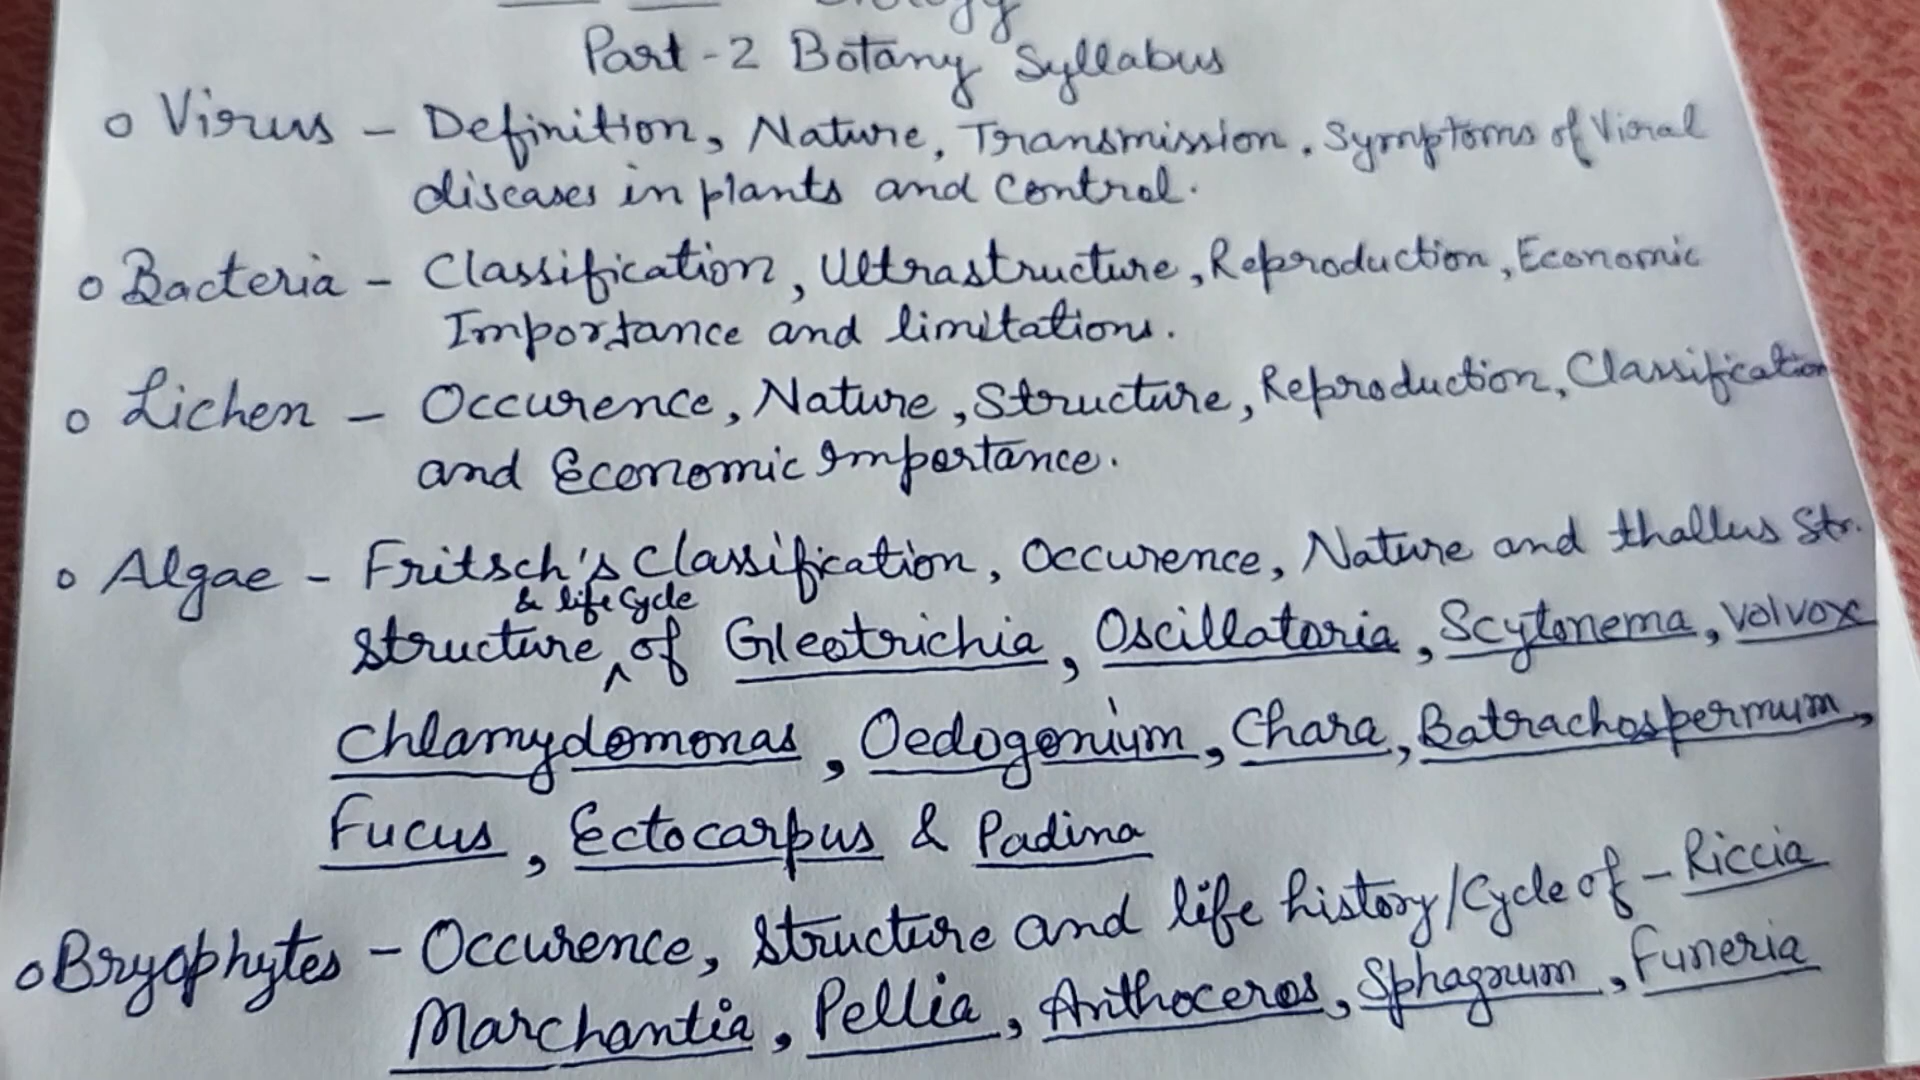 Biology
Part-2 Botany Syllabus
o Virus - Definition, Nature, Transmission, Symptoms of Viral
diseases in plants and control.
o Bacteria - Classification, Ultrastructure, Reproduction, Economic
Importance and limitations.
o Lichen - Occurence, Nature, Structure, Reproduction, Classification
and Economic Importance.
o Algae - Fritsch's Classification, Occurence, Nature and thallus Str.
& life Cycle
structure ^ of Gleotrichia, Oscillatoria, Scytonema, Volvox
Chlamydomonas, Oedogonium, Chara, Batrachospermum,
Fucus, Ectocarpus & Padina
o Bryophytes - Occurence, Structure and life history/Cycle of - Riccia
Marchantia, Pellia, Anthoceros, Sphagnum, Funeria